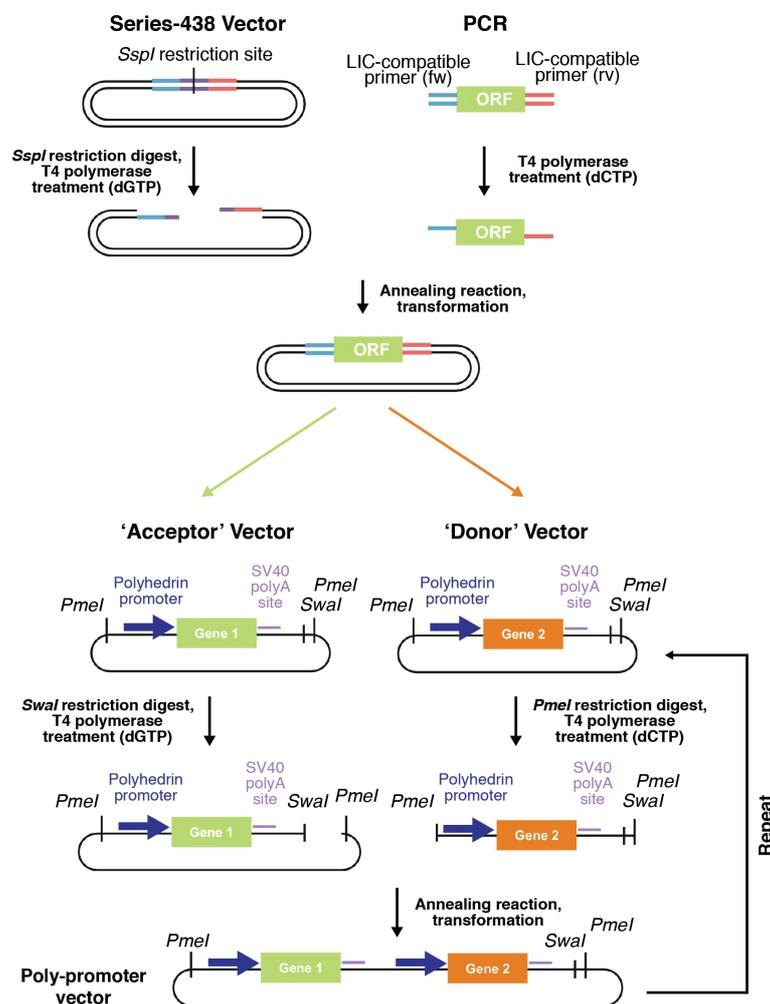 Series-438 Vector
PCR
SspI restriction site
LIC-compatible
primer (fw)
LIC-compatible
primer (rv)
ORF
SspI restriction digest,
T4 polymerase
treatment (dGTP)
T4 polymerase
treatment (dCTP)
ORF
Annealing reaction,
transformation
ORF
‘Acceptor’ Vector
‘Donor’ Vector
PmeI
Polyhedrin
promoter
SV40
polyA
site
PmeI
SwaI
Gene 1
PmeI
Polyhedrin
promoter
SV40
polyA
site
PmeI
SwaI
Gene 2
SwaI restriction digest,
T4 polymerase
treatment (dGTP)
PmeI restriction digest,
T4 polymerase
treatment (dCTP)
PmeI
Polyhedrin
promoter
SV40
polyA
site
SwaI
PmeI
Gene 1
PmeI
Polyhedrin
promoter
SV40
polyA
site
PmeI
SwaI
Gene 2
Repeat
Annealing reaction,
transformation
PmeI
SwaI
PmeI
Gene 1
Gene 2
Poly-promoter
vector